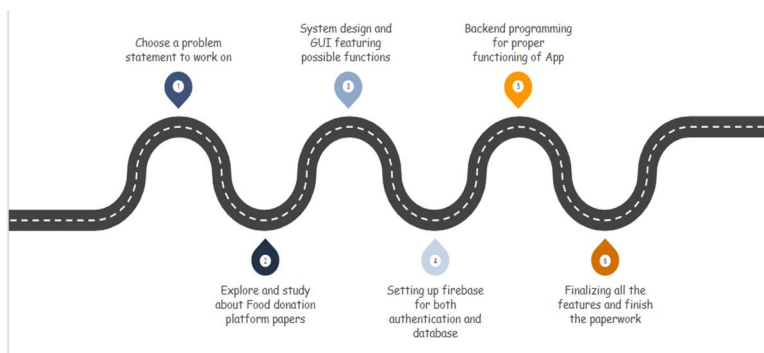 Choose a problem
statement to work on
1
Explore and study
about Food donation
platform papers
2
System design and
GUI featuring
possible functions
3
Setting up firebase
for both
authentication and
database
4
Backend programming
for proper
functioning of App
5
Finalizing all the
features and finish
the paperwork
6